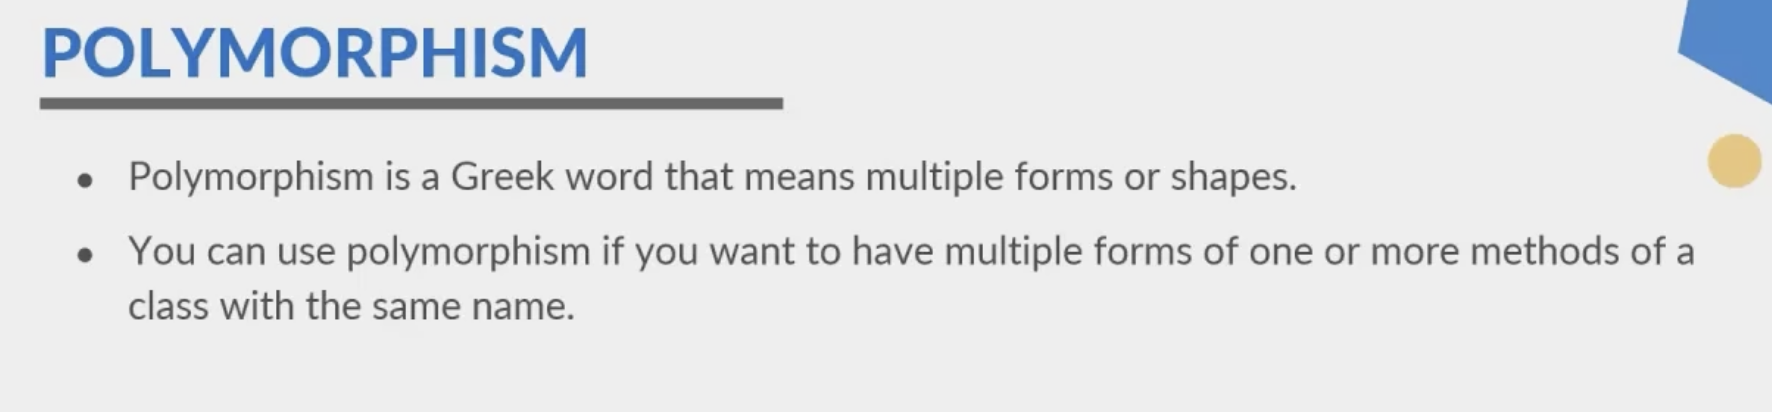 POLYMORPHISM
• Polymorphism is a Greek word that means multiple forms or shapes.
• You can use polymorphism if you want to have multiple forms of one or more methods of a
class with the same name.